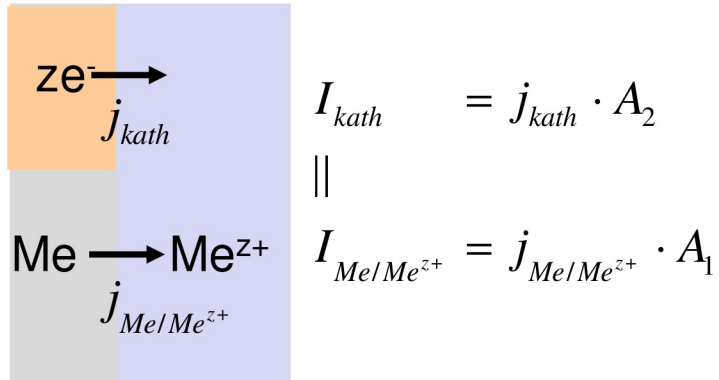 ze⁻
j_kath
I_kath = j_kath · A₂
||
Me Me^z+
I_Me/Me^z+ = j_Me/Me^z+ · A₁
j_Me/Me^z+